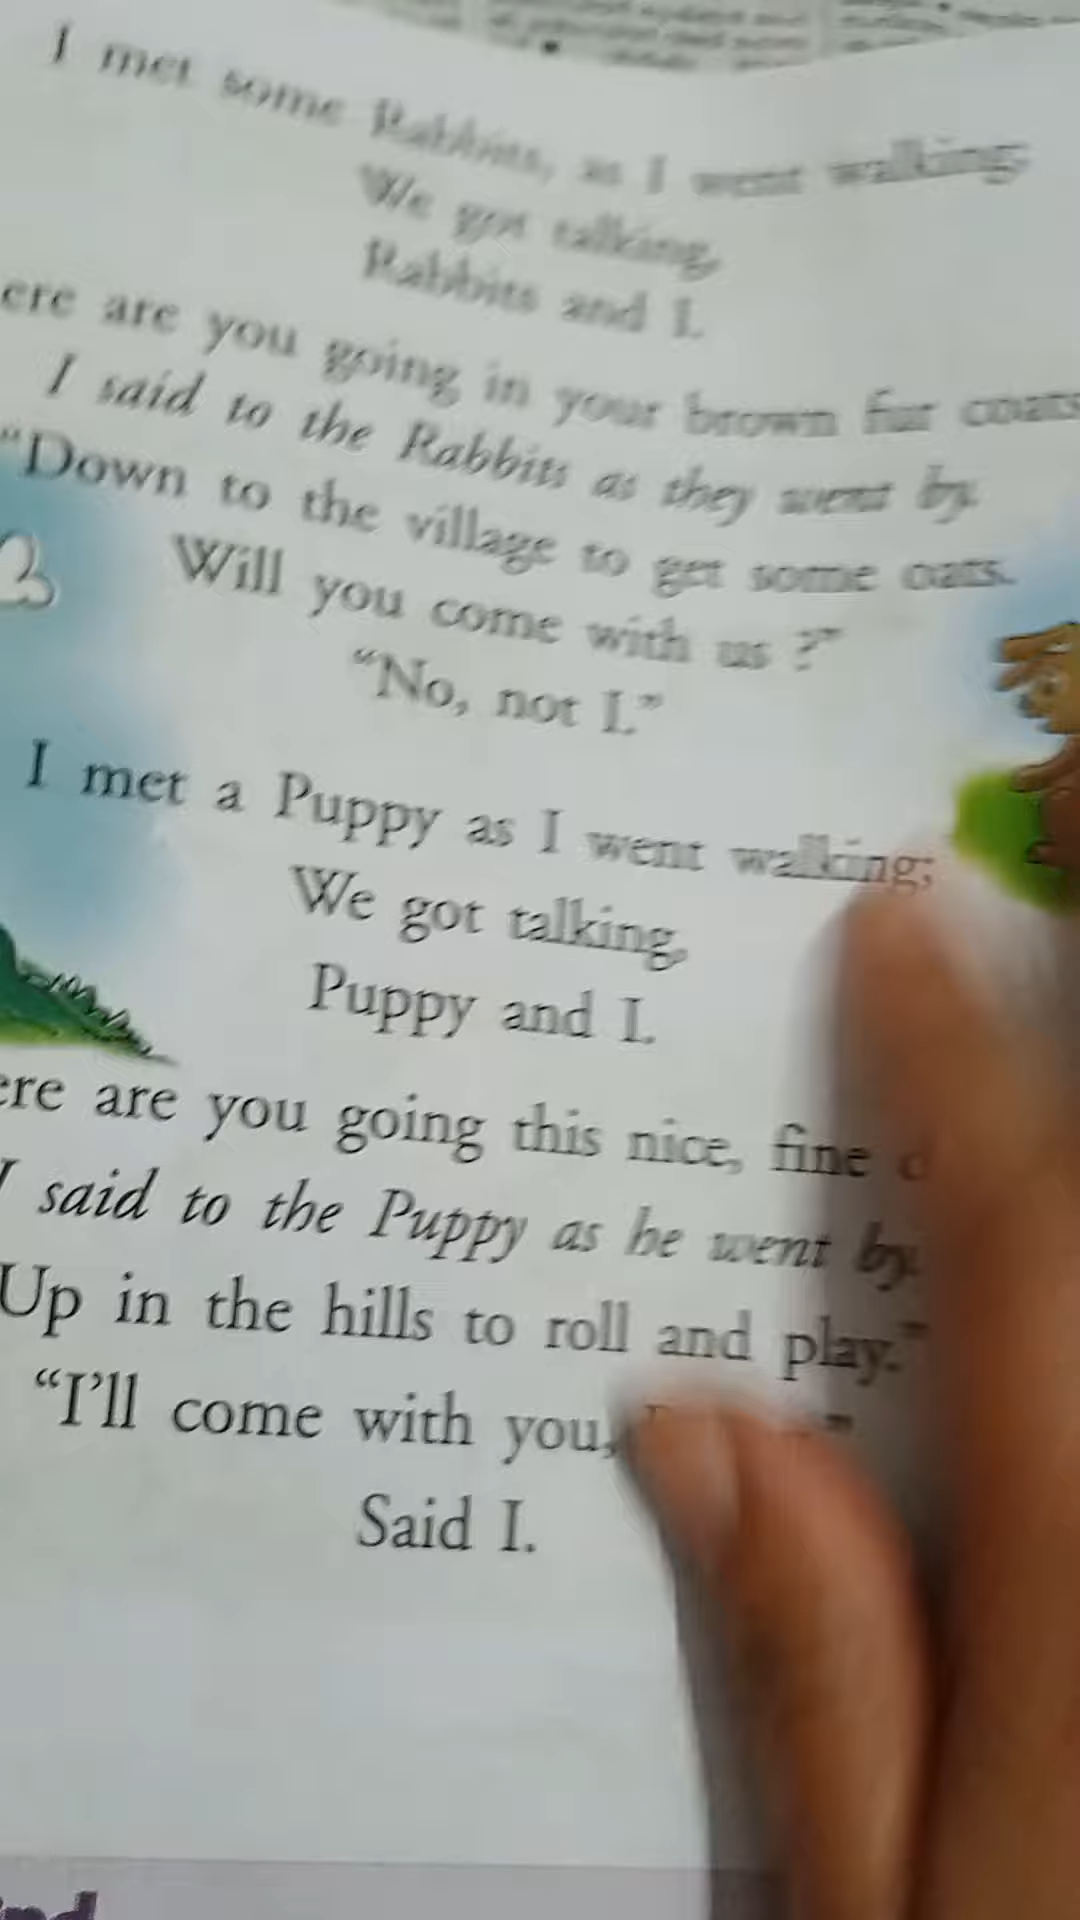 I met some Rabbits, as I went walking;
We got talking,
Rabbits and I.
ere are you going in your brown fur coats
I said to the Rabbits as they went by.
"Down to the village to get some oats.
Will you come with us ?"
"No, not I."
I met a Puppy as I went walking;
We got talking,
Puppy and I.
ere are you going this nice, fine
I said to the Puppy as he went by.
Up in the hills to roll and play."
"I'll come with you,
Said I.